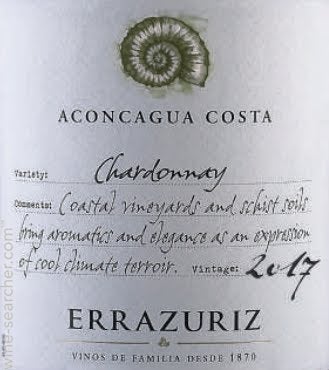 ACONCAGUA COSTA
Variety: Chardonnay
Comments: Coastal vineyards and schist soils
bring aromatics and elegance as an expression
of cool climate terroir. Vintage: 2017
ERRAZURIZ
&
VINOS DE FAMILIA DESDE 1870
wine-searcher.com